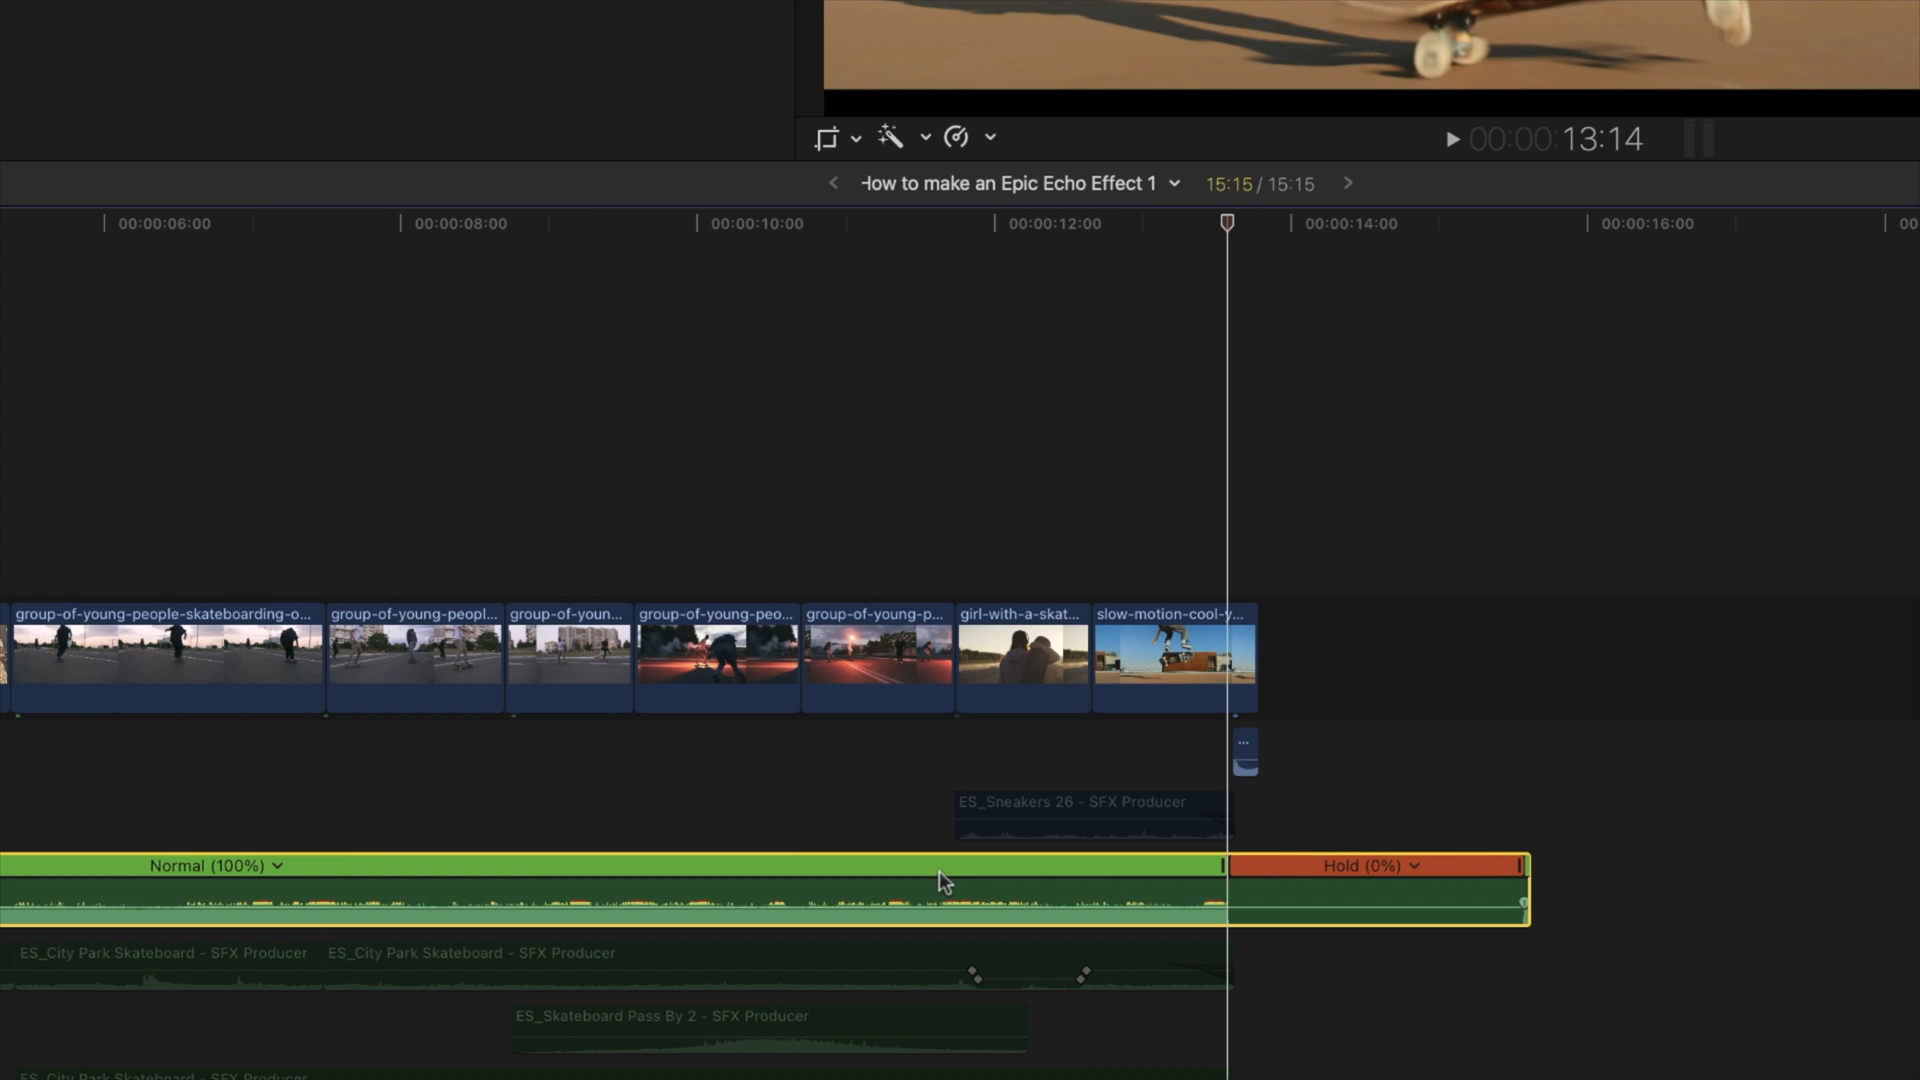 00:00:13:14
How to make an Epic Echo Effect 1
15:15 / 15:15
00:00:06:00
00:00:08:00
00:00:10:00
00:00:12:00
00:00:14:00
00:00:16:00
00
group-of-young-people-skateboarding-o...
group-of-young-peopl...
group-of-youn...
group-of-young-peo...
group-of-young-p...
girl-with-a-skat...
slow-motion-cool-y...
...
ES_Sneakers 26 - SFX Producer
Normal (100%)
Hold (0%)
ES_City Park Skateboard - SFX Producer
ES_City Park Skateboard - SFX Producer
ES_Skateboard Pass By 2 - SFX Producer
ES_City Park Skateboard - SFX Producer